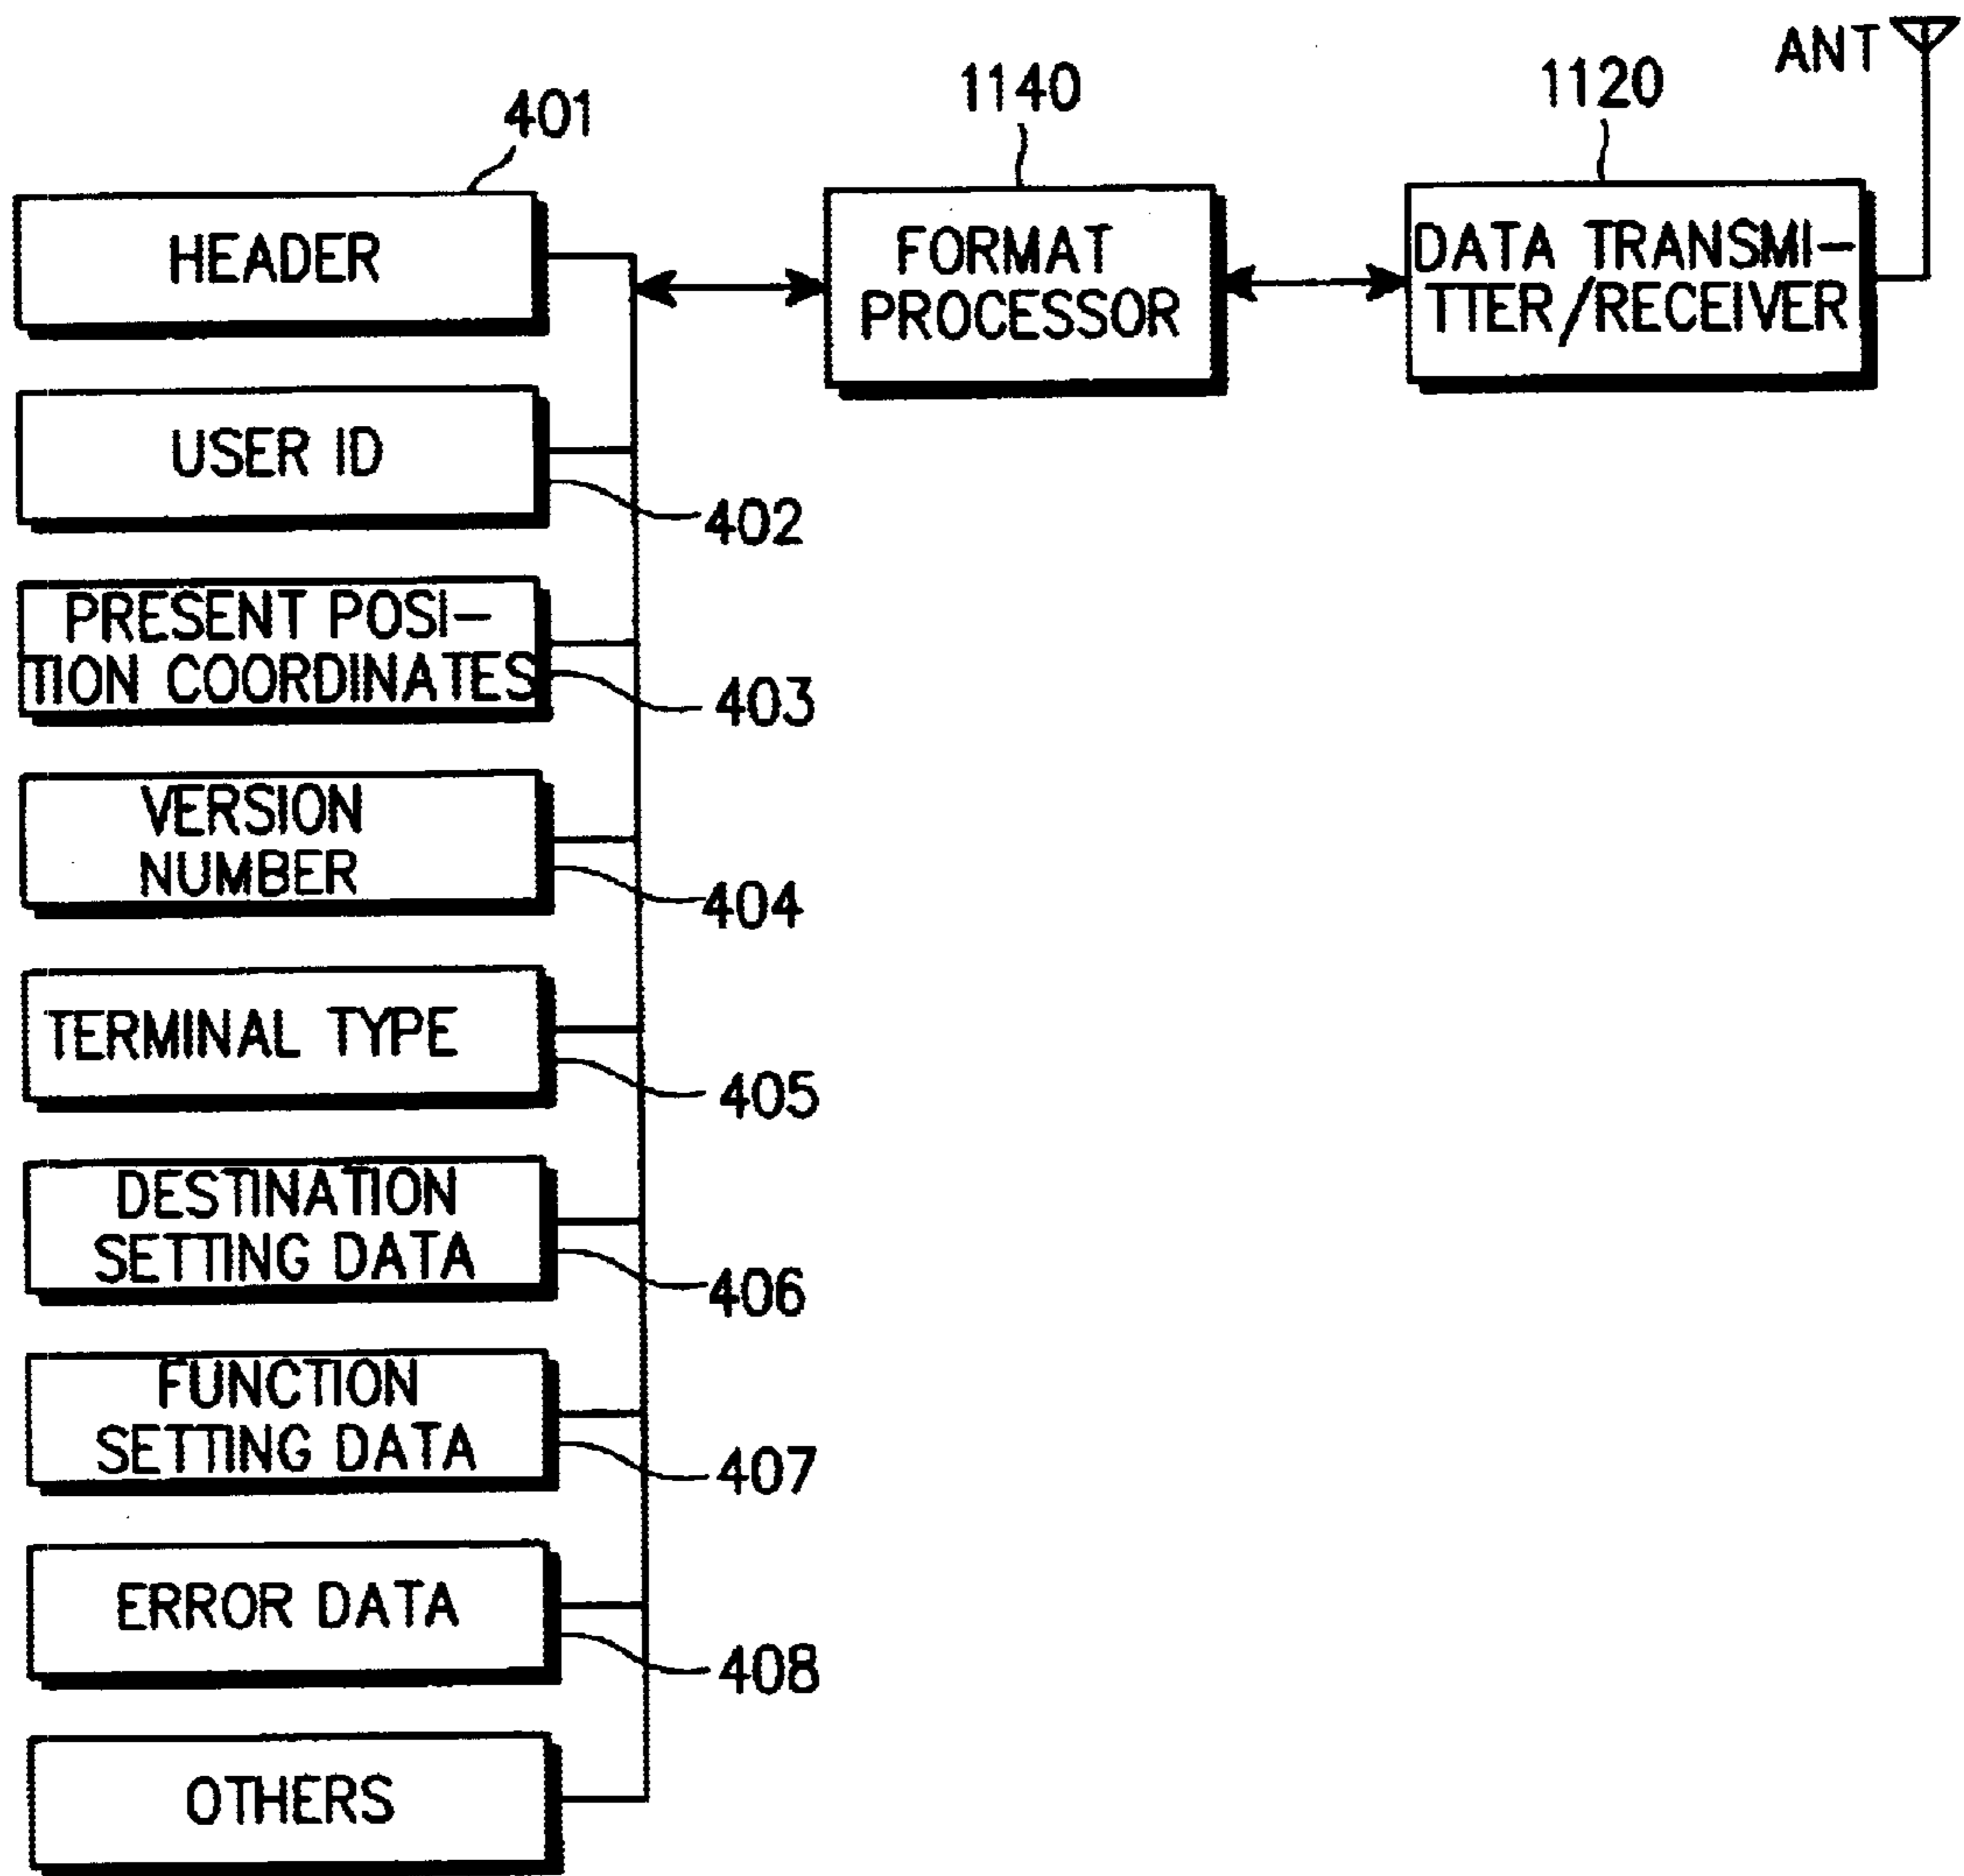 ANT
1140
1120
401
HEADER
FORMAT
PROCESSOR
DATA TRANSMI-
TTER/RECEIVER
USER ID
402
PRESENT POSI-
TION COORDINATES
403
VERSION
NUMBER
404
TERMINAL TYPE
405
DESTINATION
SETTING DATA
406
FUNCTION
SETTING DATA
407
ERROR DATA
408
OTHERS